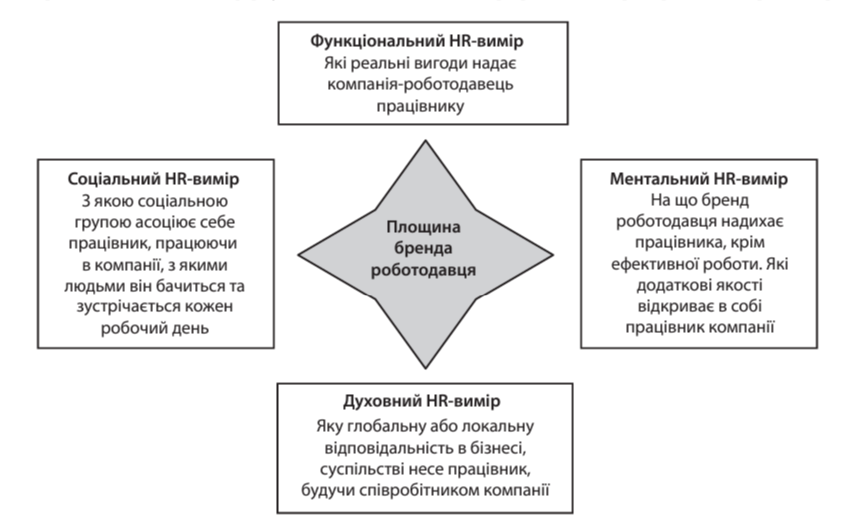 Функціональний HR-вимір
Які реальні вигоди надає
компанія-роботодавець
працівнику
Соціальний HR-вимір
З якою соціальною
групою асоціює себе
працівник, працюючи
в компанії, з якими
людьми він бачиться та
зустрічається кожен
робочий день
Площина
бренда
роботодавця
Ментальний HR-вимір
На що бренд
роботодавця надихає
працівника, крім
ефективної роботи. Які
додаткові якості
відкриває в собі
працівник компанії
Духовний HR-вимір
Яку глобальну або локальну
відповідальність в бізнесі,
суспільстві несе працівник,
будучи співробітником компанії